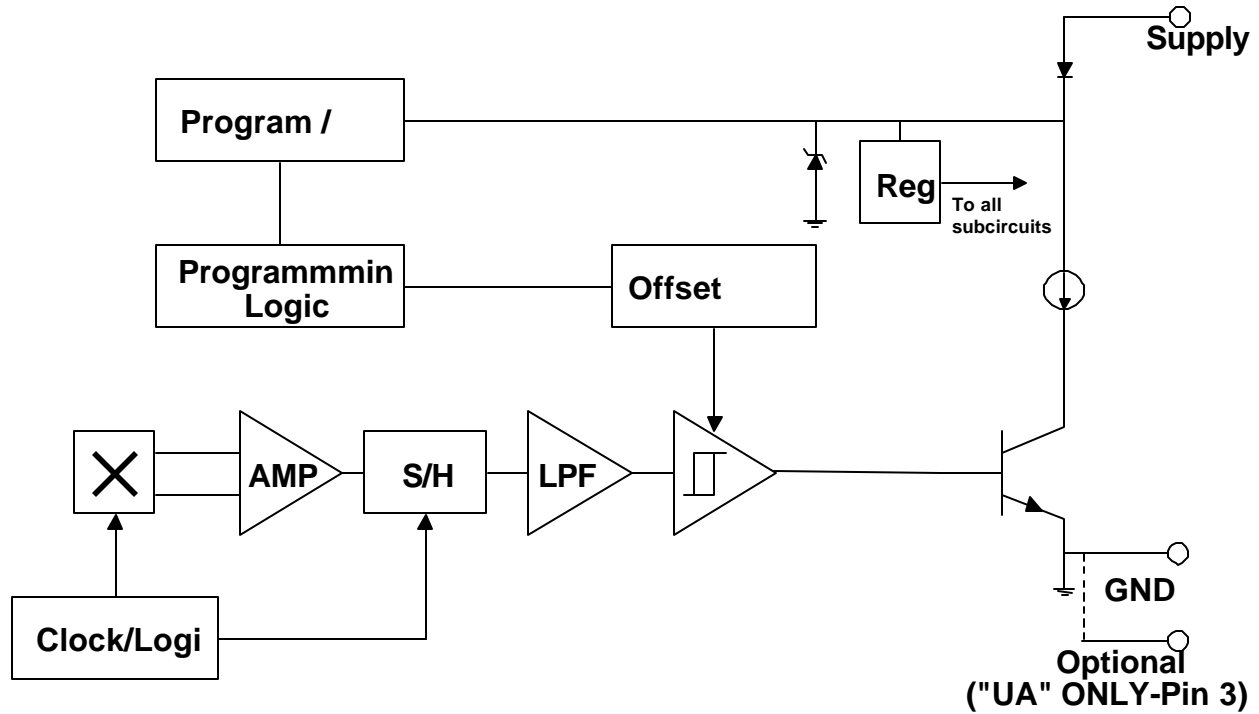 Supply
Program /
Reg
To all
subcircuits
Programmmin
Logic
Offset
AMP
S/H
LPF
Clock/Logi
GND
Optional
("UA" ONLY-Pin 3)